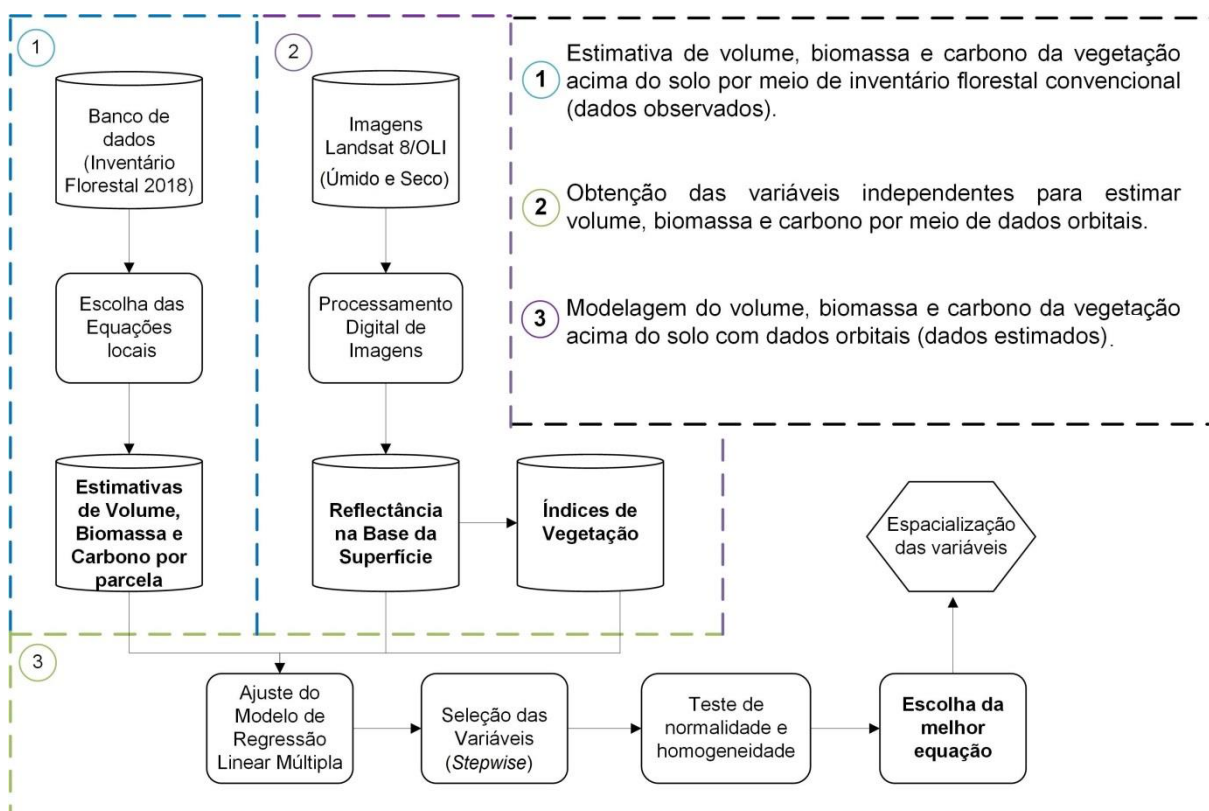 1
Banco de
dados
(Inventário
Florestal 2018)
Escolha das
Equações
locais
Estimativas
de Volume,
Biomassa e
Carbono por
parcela
2
Imagens
Landsat 8/OLI
(Úmido e Seco)
Processamento
Digital de
Imagens
Reflectância
na Base da
Superfície
Índices de
Vegetação
1
Estimativa de volume, biomassa e carbono da vegetação
acima do solo por meio de inventário florestal convencional
(dados observados).
2
Obtenção das variáveis independentes para estimar
volume, biomassa e carbono por meio de dados orbitais.
3
Modelagem do volume, biomassa e carbono da vegetação
acima do solo com dados orbitais (dados estimados).
3
Ajuste do
Modelo de
Regressão
Linear Múltipla
Seleção das
Variáveis
(Stepwise)
Teste de
normalidade e
homogeneidade
Escolha da
melhor
equação
Espacialização
das variáveis